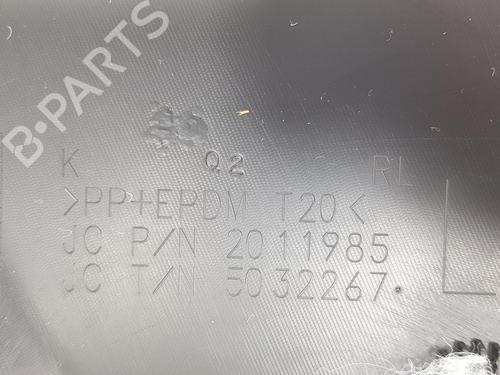 B-PARTS
K Q2 RL
>PP+EPDM T20<
JC P/N 2011985
JC T/N 5032267.